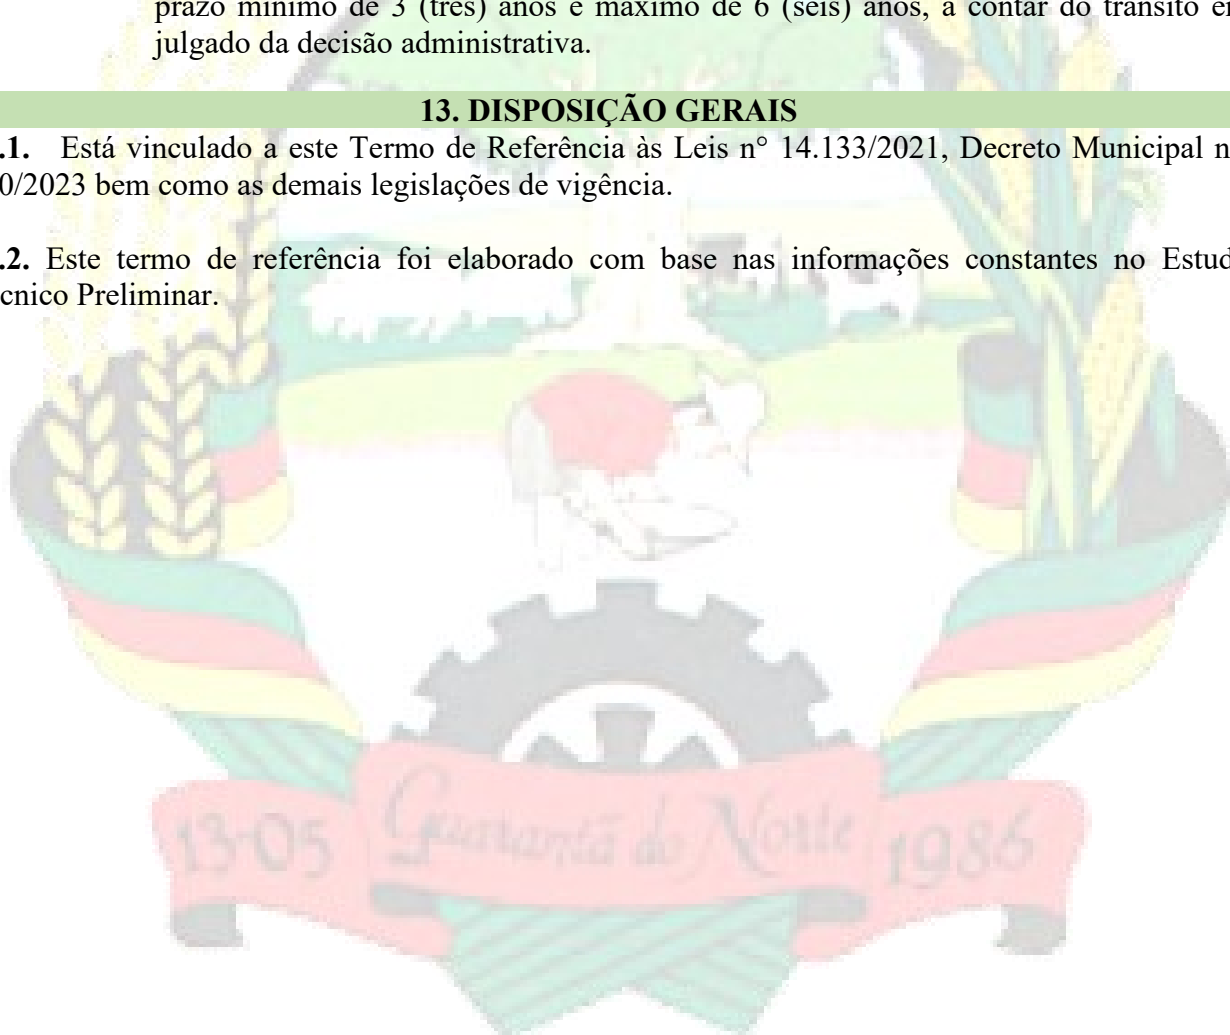 prazo mínimo de 3 (três) anos e máximo de 6 (seis) anos, a contar do trânsito em
julgado da decisão administrativa.
13. DISPOSIÇÃO GERAIS
.1. Está vinculado a este Termo de Referência às Leis n° 14.133/2021, Decreto Municipal n
0/2023 bem como as demais legislações de vigência.
.2. Este termo de referência foi elaborado com base nas informações constantes no Estud
cnico Preliminar.
13-05 Guarantã do Norte 1986